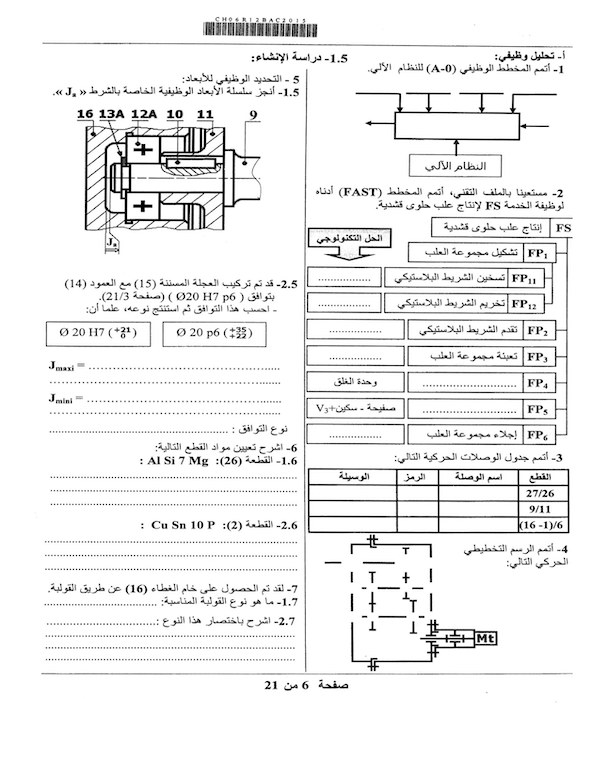 CH06R12BAC2015
أ- تحليل وظيفي:
1- أتمم المخطط الوظيفي (A-0) للنظام الآلي.
النظام الآلي
2- مستعينا بالملف التقني، أتمم المخطط (FAST) أدناه
لوظيفة الخدمة FS لإنتاج علب حلوى قشدية.
FS إنتاج علب حلوى قشدية
الحل التكنولوجي
FP1 تشكيل مجموعة العلب
FP11 تسخين الشريط البلاستيكي ................
FP12 تخريم الشريط البلاستيكي ................
FP2 تقدم الشريط البلاستيكي ................
FP3 تعبئة مجموعة العلب ................
FP4 ........................ وحدة الغلق
FP5 ........................ صفيحة - سكين+V3
FP6 إجلاء مجموعة العلب ................
3- أتمم جدول الوصلات الحركية التالي:
القطع اسم الوصلة الرمز الوسيلة
27/26
9/11
(16 -1)/6
4- أتمم الرسم التخطيطي
الحركي التالي:
Mt
1.5- دراسة الإنشاء:
5 - التحديد الوظيفي للأبعاد:
1.5- أنجز سلسلة الأبعاد الوظيفية الخاصة بالشرط « Ja ».
16 13A 12A 10 11 9
Ja
2.5- قد تم تركيب العجلة المسننة (15) مع العمود (14)
بتوافق ( Ø20 H7 p6 ) (صفحة 21/3).
- احسب هذا التوافق ثم استنتج نوعه، علما أن:
Ø 20 H7 (+21 0) Ø 20 p6 (+35 +22)
Jmaxi = ........................................
................................................
Jmini = ........................................
................................................
نوع التوافق : ........................................
6- اشرح تعيين مواد القطع التالية:
1.6- القطعة (26): Al Si 7 Mg :
................................................
................................................
2.6- القطعة (2): Cu Sn 10 P :
................................................
................................................
7- لقد تم الحصول على خام الغطاء (16) عن طريق القولبة.
1.7- ما هو نوع القولبة المناسبة: ................................
2.7- اشرح باختصار هذا النوع :................................
................................................
................................................
صفحة 6 من 21